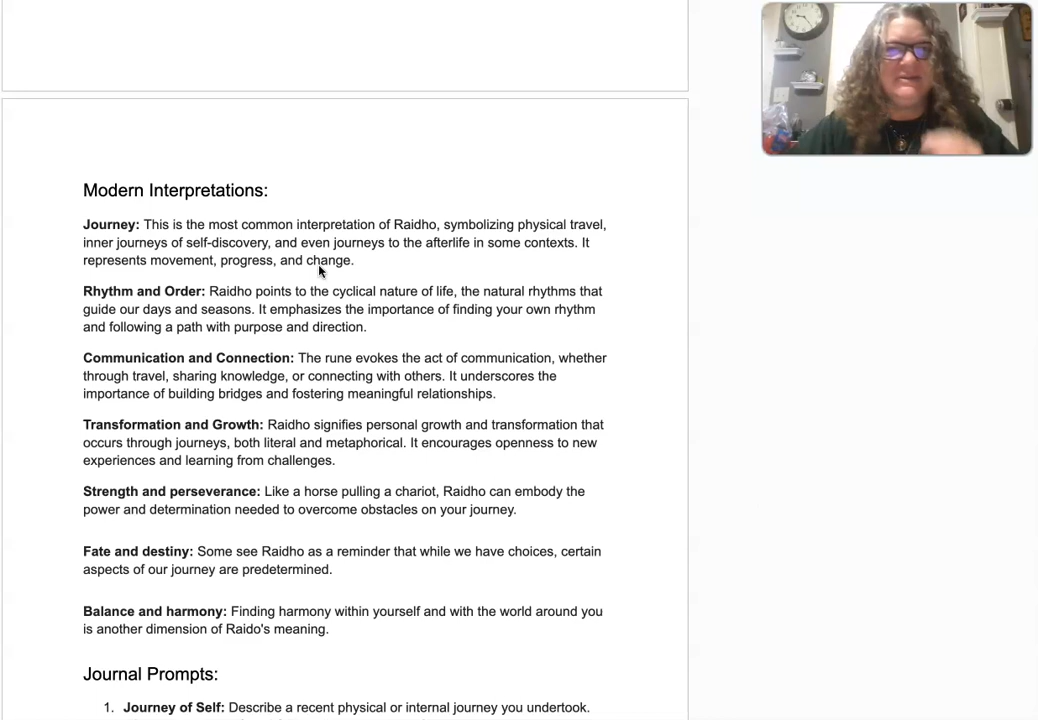 Modern Interpretations:
Journey: This is the most common interpretation of Raidho, symbolizing physical travel,
inner journeys of self-discovery, and even journeys to the afterlife in some contexts. It
represents movement, progress, and change.
Rhythm and Order: Raidho points to the cyclical nature of life, the natural rhythms that
guide our days and seasons. It emphasizes the importance of finding your own rhythm
and following a path with purpose and direction.
Communication and Connection: The rune evokes the act of communication, whether
through travel, sharing knowledge, or connecting with others. It underscores the
importance of building bridges and fostering meaningful relationships.
Transformation and Growth: Raidho signifies personal growth and transformation that
occurs through journeys, both literal and metaphorical. It encourages openness to new
experiences and learning from challenges.
Strength and perseverance: Like a horse pulling a chariot, Raidho can embody the
power and determination needed to overcome obstacles on your journey.
Fate and destiny: Some see Raidho as a reminder that while we have choices, certain
aspects of our journey are predetermined.
Balance and harmony: Finding harmony within yourself and with the world around you
is another dimension of Raido's meaning.
Journal Prompts:
1. Journey of Self: Describe a recent physical or internal journey you undertook.